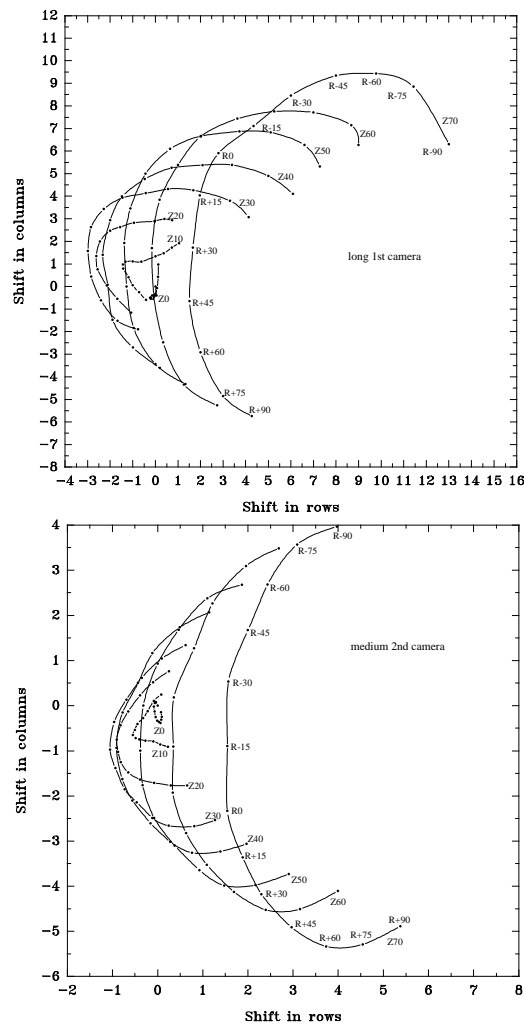 12
11
10
9
8
7
6
5
4
3
2
1
0
-1
-2
-3
-4
-5
-6
-7
-8
Shift in columns
R-45
R-60
R-75
R-30
Z70
R-15
Z60
R-90
R0
Z50
Z40
R+15
Z30
Z20
Z10
R+30
long 1st camera
Z0
R+45
R+60
R+75
R+90
-4 -3 -2 -1 0 1 2 3 4 5 6 7 8 9 10 11 12 13 14 15 16
Shift in rows
4
3
2
1
0
-1
-2
-3
-4
-5
-6
Shift in columns
R-90
R-75
R-60
R-45
medium 2nd camera
R-30
Z0
R-15
Z10
Z20
R0
Z30
Z40
R+15
Z50
R+30
Z60
R+45
R+90
R+60
R+75
Z70
-2 -1 0 1 2 3 4 5 6 7 8
Shift in rows